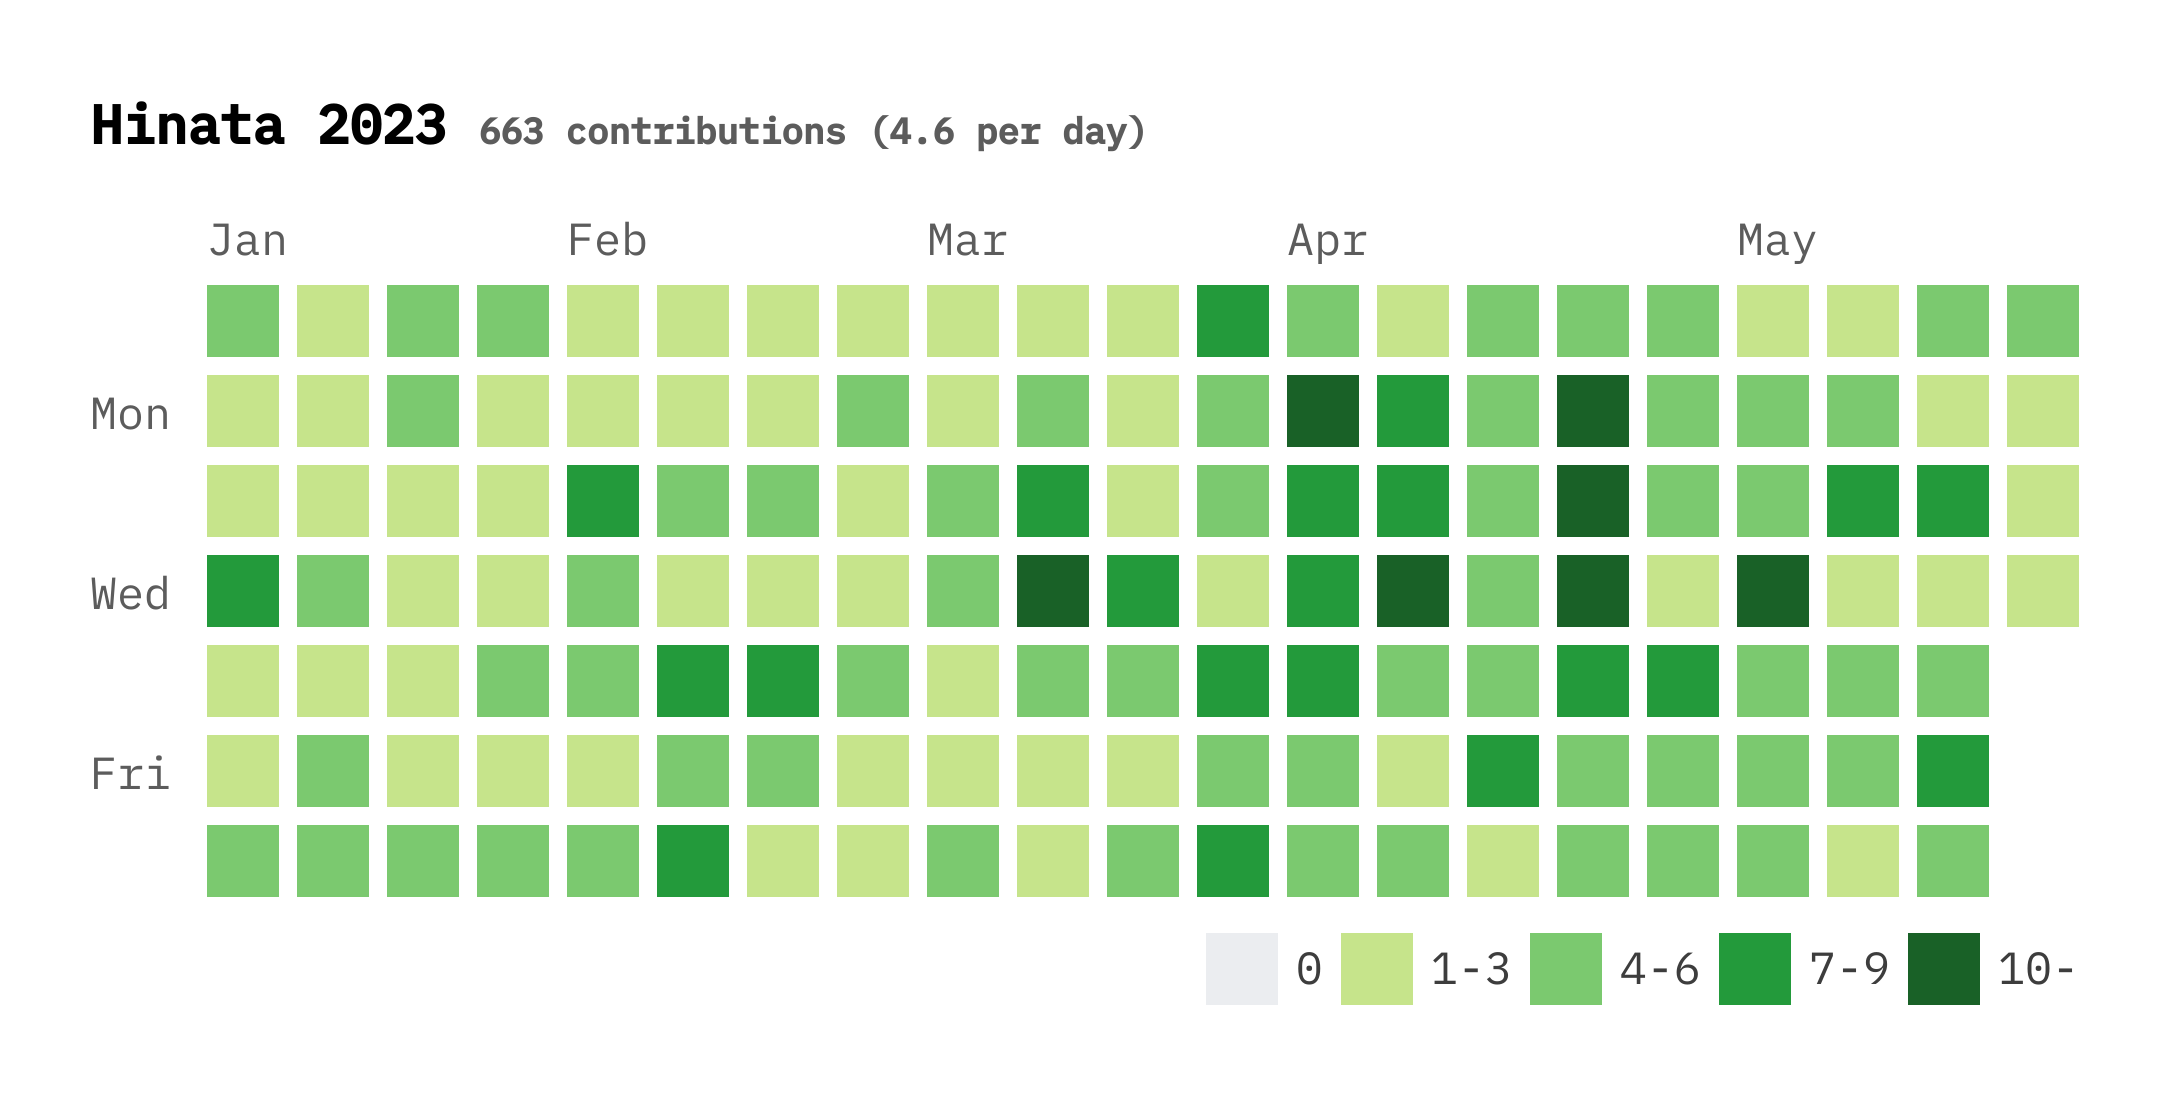 Hinata 2023 663 contributions (4.6 per day)
Jan Feb Mar Apr May
Mon
Wed
Fri
0 1-3 4-6 7-9 10-